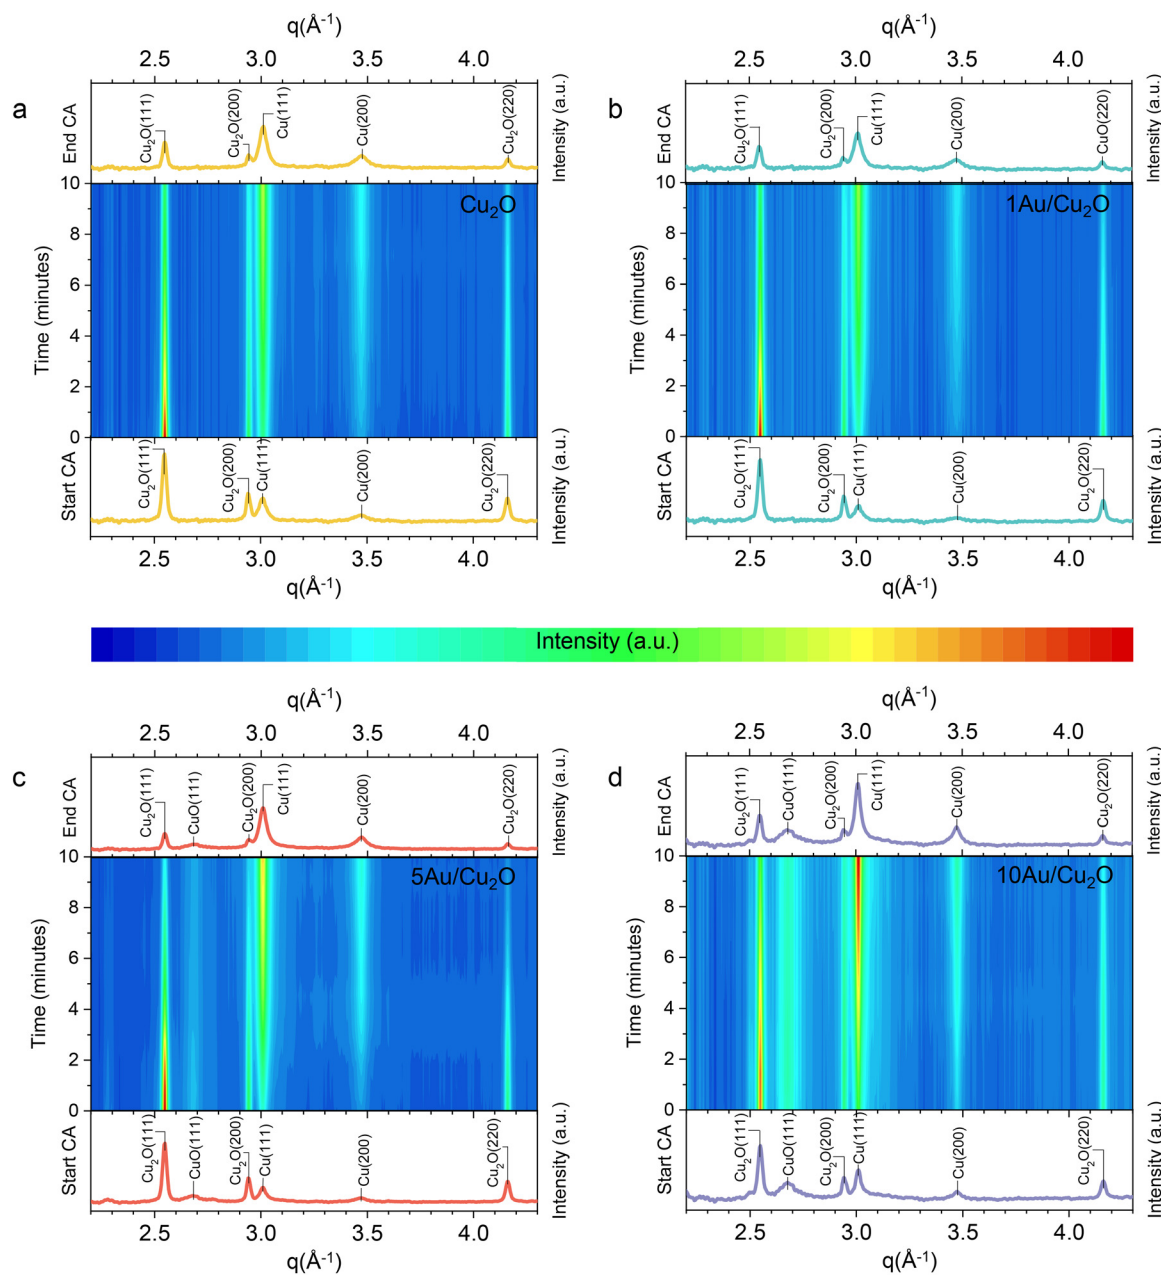 q(Å⁻¹)
2.5 3.0 3.5 4.0
a
End CA
Cu₂O(111)
Cu₂O(200)
Cu(111)
Cu(200)
Cu₂O(220)
Intensity (a.u.)
Cu₂O
Time (minutes)
10
8
6
4
2
0
Start CA
Cu₂O(111)
Cu₂O(200)
Cu(111)
Cu(200)
Cu₂O(220)
Intensity (a.u.)
2.5 3.0 3.5 4.0
q(Å⁻¹)
q(Å⁻¹)
2.5 3.0 3.5 4.0
b
End CA
Cu₂O(111)
Cu₂O(200)
Cu(111)
Cu(200)
CuO(220)
Intensity (a.u.)
1Au/Cu₂O
Time (minutes)
10
8
6
4
2
0
Start CA
Cu₂O(111)
Cu₂O(200)
Cu(111)
Cu(200)
Cu₂O(220)
Intensity (a.u.)
2.5 3.0 3.5 4.0
q(Å⁻¹)
Intensity (a.u.)
q(Å⁻¹)
2.5 3.0 3.5 4.0
c
End CA
Cu₂O(111)
CuO(111)
Cu₂O(200)
Cu(111)
Cu(200)
Cu₂O(220)
Intensity (a.u.)
5Au/Cu₂O
Time (minutes)
10
8
6
4
2
0
Start CA
Cu₂O(111)
CuO(111)
Cu₂O(200)
Cu(111)
Cu(200)
Cu₂O(220)
Intensity (a.u.)
2.5 3.0 3.5 4.0
q(Å⁻¹)
q(Å⁻¹)
2.5 3.0 3.5 4.0
d
End CA
Cu₂O(111)
CuO(111)
Cu₂O(200)
Cu(111)
Cu(200)
Cu₂O(220)
Intensity (a.u.)
10Au/Cu₂O
Time (minutes)
10
8
6
4
2
0
Start CA
Cu₂O(111)
CuO(111)
Cu₂O(200)
Cu(111)
Cu(200)
Cu₂O(220)
Intensity (a.u.)
2.5 3.0 3.5 4.0
q(Å⁻¹)